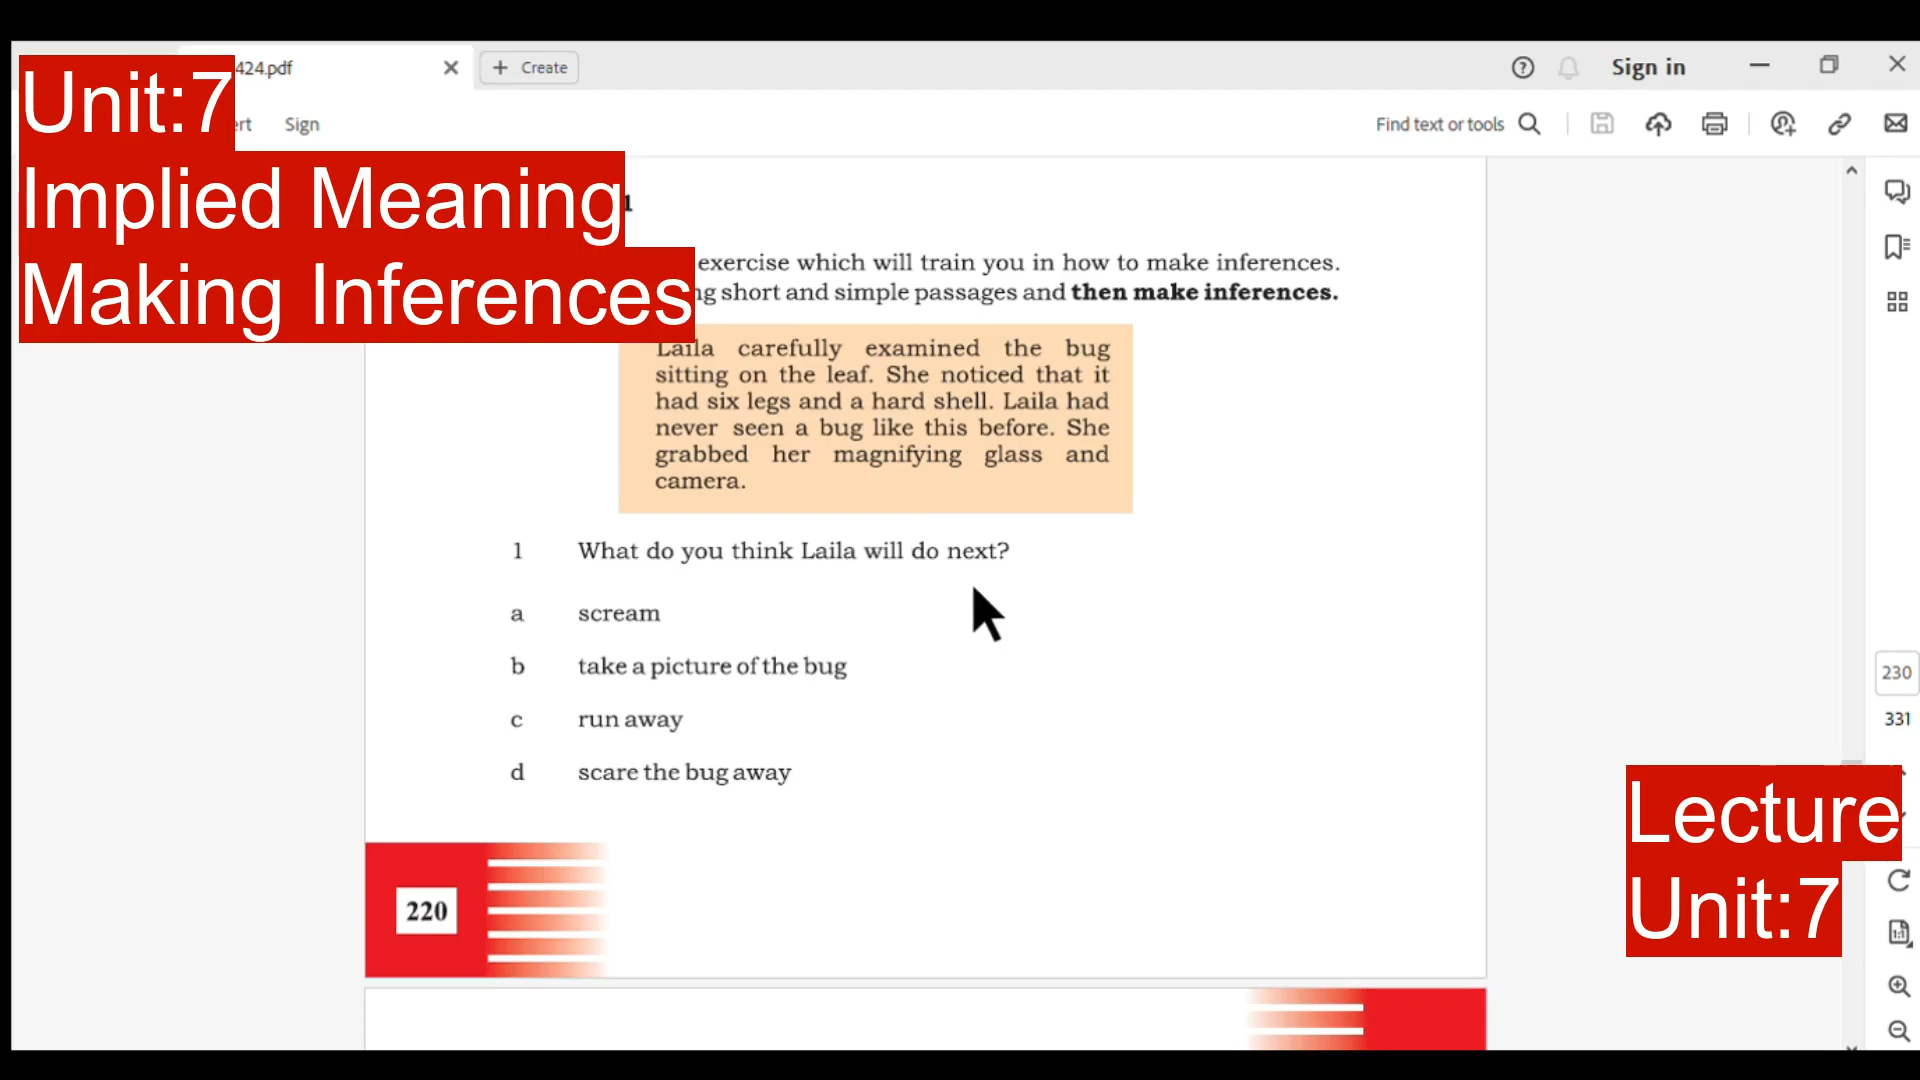 Unit:7
Implied Meaning
Making Inferences
424.pdf
Create
Sign in
Sign
Find text or tools
exercise which will train you in how to make inferences.
short and simple passages and then make inferences.
Laila carefully examined the bug
sitting on the leaf. She noticed that it
had six legs and a hard shell. Laila had
never seen a bug like this before. She
grabbed her magnifying glass and
camera.
1 What do you think Laila will do next?
a scream
b take a picture of the bug
c run away
d scare the bug away
230
331
220
Lecture
Unit:7